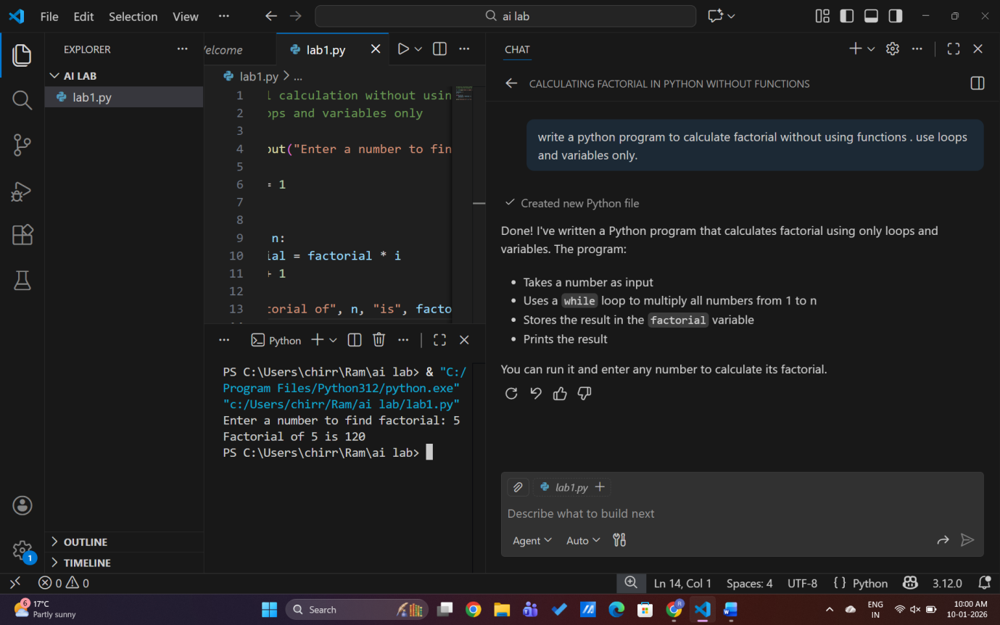 File Edit Selection View ···
ai lab
EXPLORER ···
AI LAB
lab1.py
OUTLINE
TIMELINE
1
Welcome
lab1.py
lab1.py > ...
1 l calculation without usin
2 ops and variables only
3
4 out("Enter a number to fin
5
6 = 1
7
8
9 n:
10 ial = factorial * i
11 + 1
12
13 torial of", n, "is", facto
Python
PS C:\Users\chirr\Ram\ai lab> & "C:/
Program Files/Python312/python.exe"
"c:/Users/chirr/Ram/ai lab/lab1.py"
Enter a number to find factorial: 5
Factorial of 5 is 120
PS C:\Users\chirr\Ram\ai lab>
CHAT
CALCULATING FACTORIAL IN PYTHON WITHOUT FUNCTIONS
write a python program to calculate factorial without using functions . use loops
and variables only.
Created new Python file
Done! I've written a Python program that calculates factorial using only loops and
variables. The program:
• Takes a number as input
• Uses a while loop to multiply all numbers from 1 to n
• Stores the result in the factorial variable
• Prints the result
You can run it and enter any number to calculate its factorial.
lab1.py
Describe what to build next
Agent Auto
0 0 Ln 14, Col 1 Spaces: 4 UTF-8 { } Python 3.12.0
6
17°C
Partly sunny
Search
ENG
IN
10:00 AM
10-01-2026